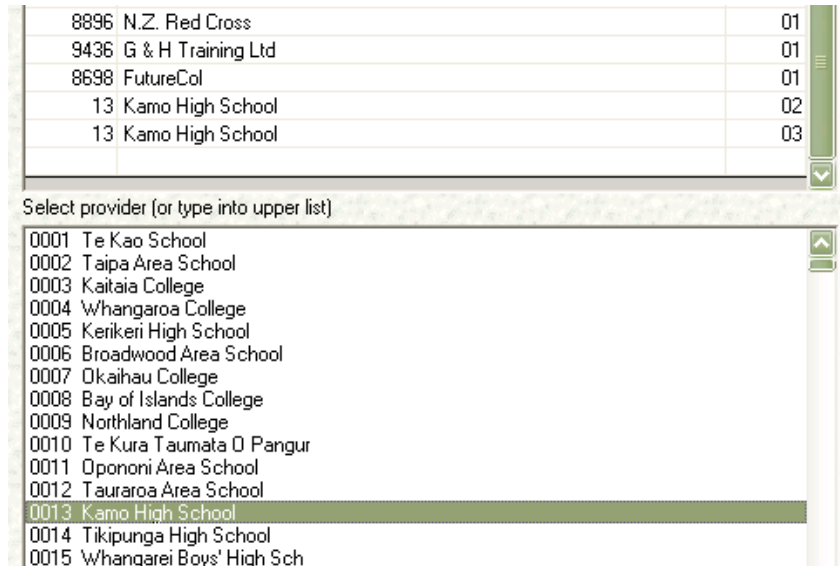 8896 N.Z. Red Cross 01
9436 G & H Training Ltd 01
8698 FutureCol 01
13 Kamo High School 02
13 Kamo High School 03
Select provider (or type into upper list)
0001 Te Kao School
0002 Taipa Area School
0003 Kaitaia College
0004 Whangaroa College
0005 Kerikeri High School
0006 Broadwood Area School
0007 Okaihau College
0008 Bay of Islands College
0009 Northland College
0010 Te Kura Taumata O Pangur
0011 Opononi Area School
0012 Tauraroa Area School
0013 Kamo High School
0014 Tikipunga High School
0015 Whangarei Boys' High Sch